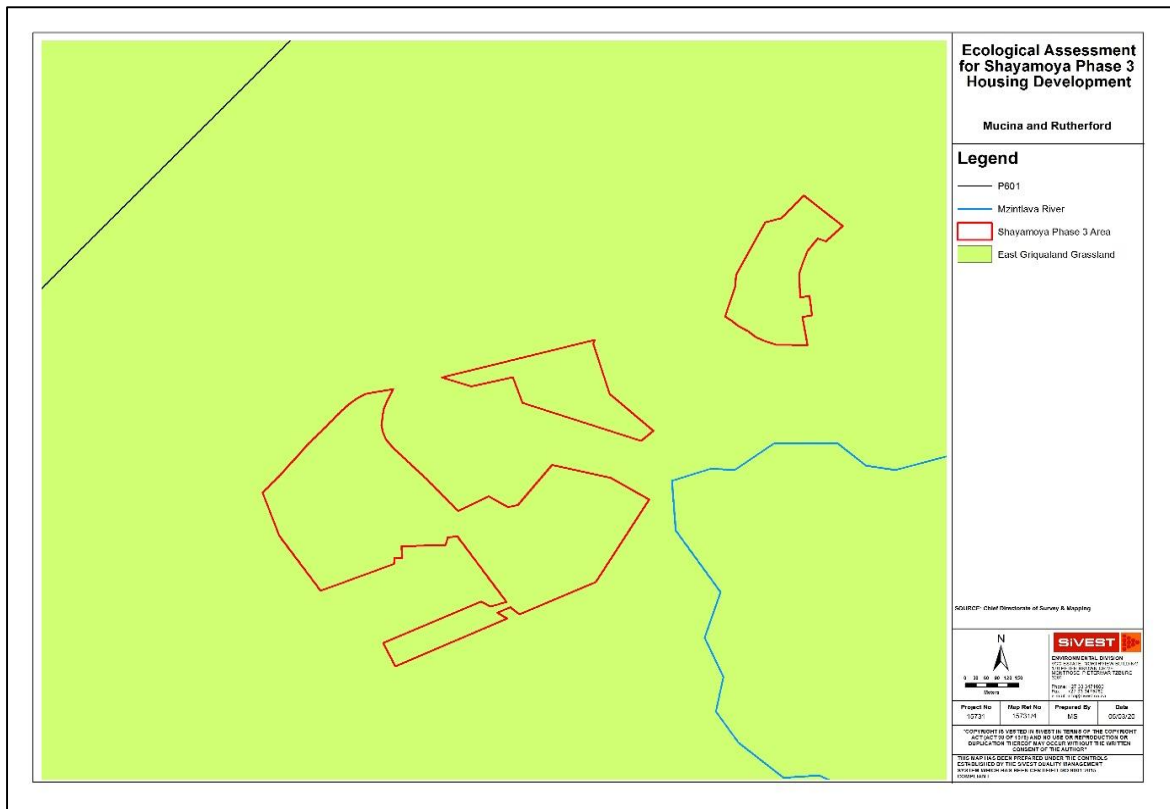 Ecological Assessment
for Shayamoya Phase 3
Housing Development
Mucina and Rutherford
Legend
P601
Mzintlava River
Shayamoya Phase 3 Area
East Griqualand Grassland
SOURCE: Chief Directorate of Survey & Mapping
N
Meters
SiVEST
ENVIRONMENTAL DIVISION
Project No
Map Ref No
Prepared By
Date
15731
15731/4
MS
"COPYRIGHT IS VESTED IN SIVEST IN TERMS OF THE COPYRIGHT
ACT (ACT 98 OF 1978) AND NO USE OR REPRODUCTION OR
DUPLICATION THEREOF MAY OCCUR WITHOUT THE WRITTEN
CONSENT OF THE AUTHOR"
THIS MAP HAS BEEN PREPARED UNDER THE CONTROLS
ESTABLISHED BY THE SIVEST QUALITY MANAGEMENT